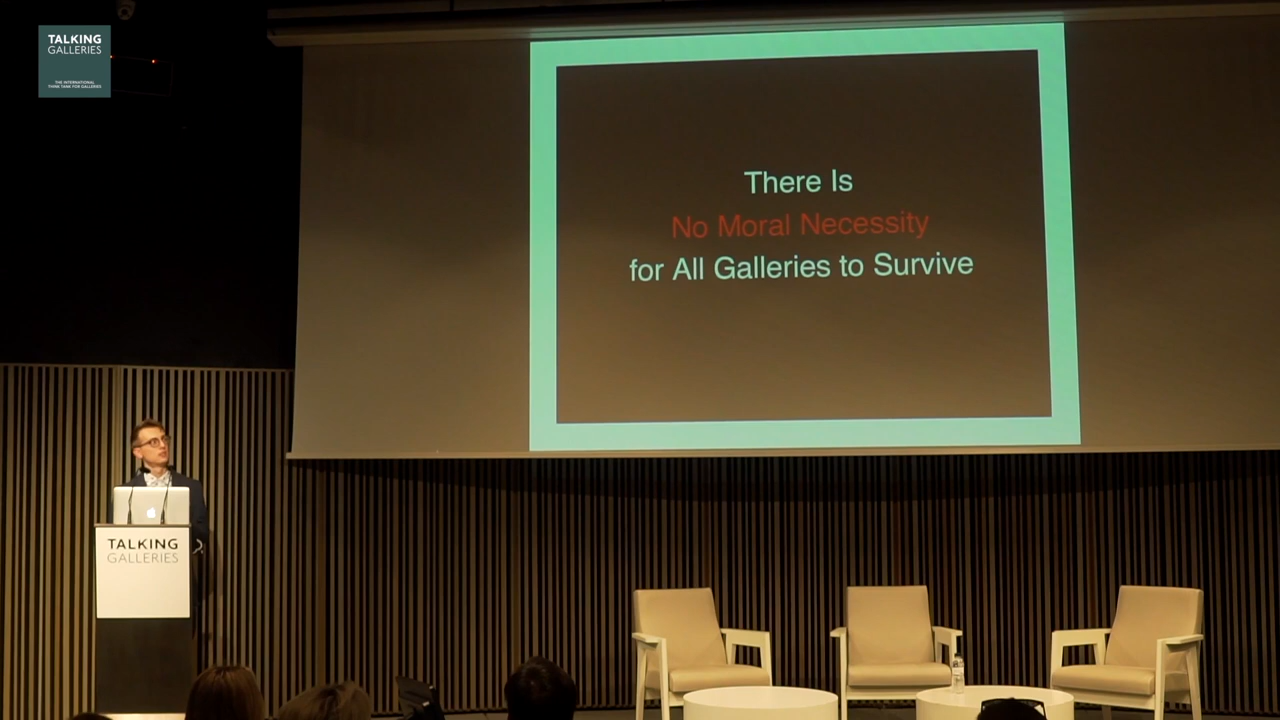 TALKING
GALLERIES
THE INTERNATIONAL
THINK TANK FOR GALLERIES
There Is
No Moral Necessity
for All Galleries to Survive
TALKING
GALLERIES